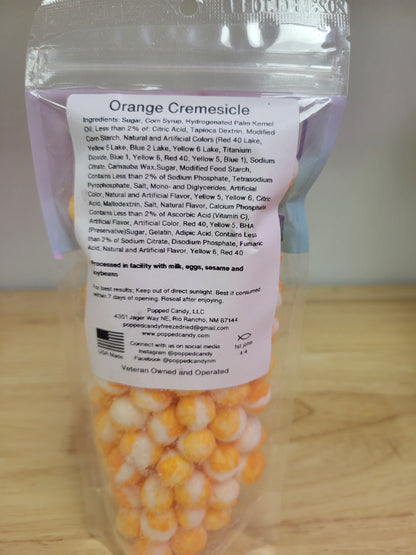 Orange Cremesicle
Ingredients: Sugar, Corn Syrup, Hydrogenated Palm Kernel
Oil; Less than 2% of: Citric Acid, Tapioca Dextrin, Modified
Corn Starch, Natural and Artificial Colors (Red 40 Lake,
Yellow 5 Lake, Blue 2 Lake, Yellow 6 Lake, Titanium
Dioxide, Blue 1, Yellow 6, Red 40, Yellow 5, Blue 1), Sodium
Citrate, Carnauba Wax,Sugar, Modified Food Starch,
Contains Less than 2% of Sodium Phosphate, Tetrasodium
Pyrophosphate, Salt, Mono- and Diglycerides, Artificial
Color, Natural and Artificial Flavor, Yellow 5, Yellow 6, Citric
Acid, Maltodextrin, Salt, Natural Flavor, Calcium Phosphate,
Contains Less than 2% of Ascorbic Acid (Vitamin C),
Artificial Flavor, Artificial Color, Red 40, Yellow 5, BHA
(Preservative)Sugar, Gelatin, Adipic Acid, Contains Less
than 2% of Sodium Citrate, Disodium Phosphate, Fumaric
Acid, Natural and Artificial Flavor, Yellow 6, Red 40
Processed in facility with milk, eggs, sesame and
soybeans
For best results; Keep out of direct sunlight. Best if consumed
within 7 days of opening. Reseal after enjoying.
Popped Candy, LLC
4351 Jager Way NE, Rio Rancho, NM 87144
poppedcandyfreezedried@gmail.com
www.poppedcandy.com
Connect with us on social media
Instagram @poppedcandy
Facebook @poppedcandynm
USA Made
1st John
4:4
Veteran Owned and Operated